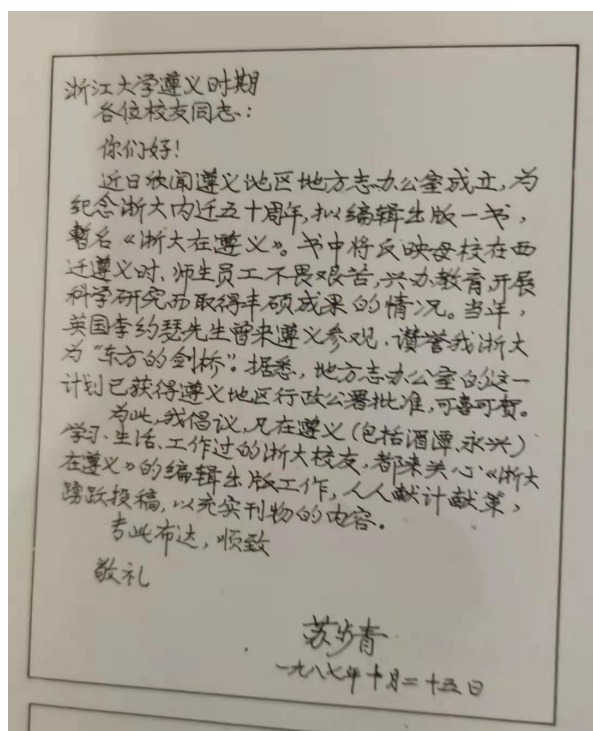 浙江大学遵义时期
各位校友同志：
你们好！
近日欣闻遵义地区地方志办公室成立，为
纪念浙大内迁五十周年，拟编辑出版一书，
暂名《浙大在遵义》。书中将反映母校在西
迁遵义时、师生员工不畏艰苦，兴办教育，开展
科学研究而取得丰硕成果的情况。当年，
英国李约瑟先生曾来遵义参观，讚誉我浙大
为“东方的剑桥”。据悉，地方志办公室的这一
计划已获得遵义地区行政公署批准，可喜可贺。
为此，我倡议，凡在遵义（包括湄潭、永兴）
学习、生活、工作过的浙大校友，都来关心《浙大
在遵义》的编辑出版工作，人人献计献策，
踴跃投稿，以充实刊物的内容。
专此布达，顺致
敬礼
苏步青
一九八七年十月二十五日